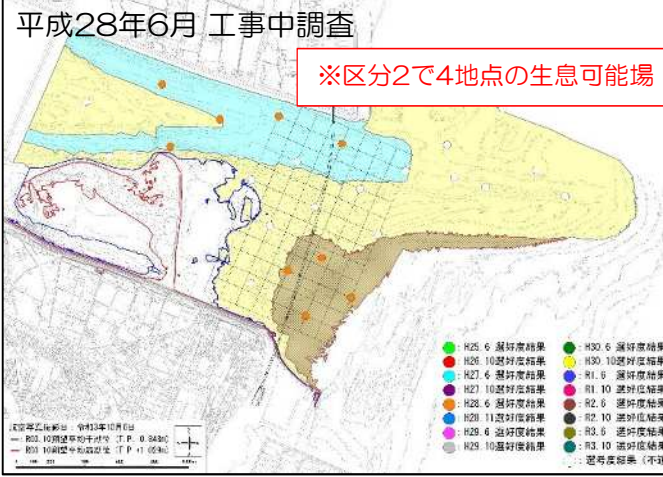 平成28年6月 工事中調査
※区分2で4地点の生息可能場
: H25.6 選好度結果
: H26.10選好度結果
: H27.6 選好度結果
: H27.10選好度結果
: H28.6 選好度結果
: H28.11選好度結果
: H29.6 選好度結果
: H29.10選好度結果
: H30.6 選好度結果
: H30.10選好度結果
: R1.6 選好度結果
: R1.10 選好度結果
: R2.6 選好度結果
: R2.10 選好度結果
: R3.6 選好度結果
: R3.10 選好度結果